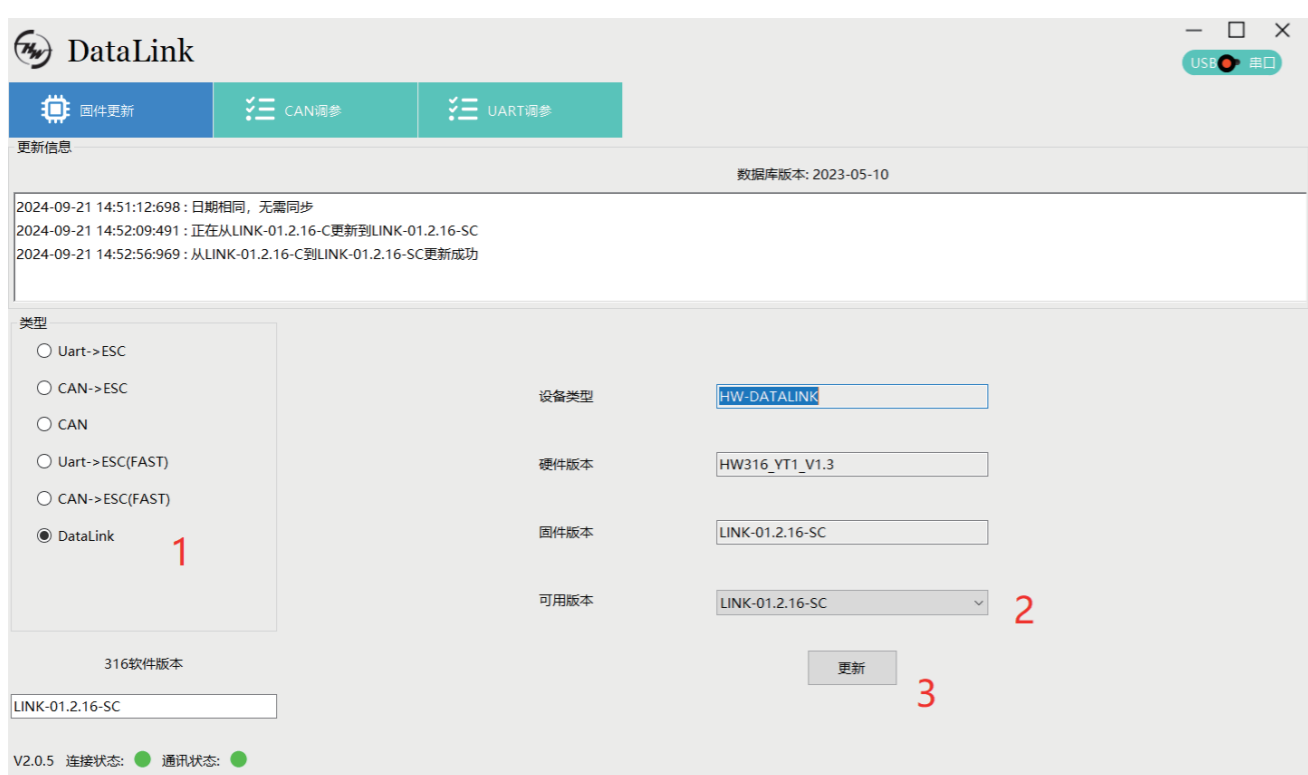 DataLink
USB 串口
固件更新 CAN调参 UART调参
更新信息
数据库版本: 2023-05-10
2024-09-21 14:51:12:698 : 日期相同，无需同步
2024-09-21 14:52:09:491 : 正在从LINK-01.2.16-C更新到LINK-01.2.16-SC
2024-09-21 14:52:56:969 : 从LINK-01.2.16-C到LINK-01.2.16-SC更新成功
类型
Uart->ESC
CAN->ESC
CAN
Uart->ESC(FAST)
CAN->ESC(FAST)
DataLink
1
设备类型 HW-DATALINK
硬件版本 HW316_YT1_V1.3
固件版本 LINK-01.2.16-SC
可用版本 LINK-01.2.16-SC 2
316软件版本
更新 3
LINK-01.2.16-SC
V2.0.5 连接状态: 通讯状态: